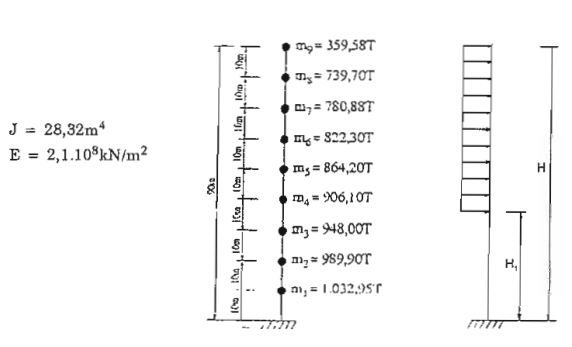 J = 28,32m⁴
E = 2,1.10⁸kN/m²
90m
10m
10m
10m
10m
10m
10m
10m
10m
10m
m₉ = 359,58T
m₈ = 739,70T
m₇ = 780,88T
m₆ = 822,30T
m₅ = 864,20T
m₄ = 906,10T
m₃ = 948,00T
m₂ = 989,90T
m₁ = 1.032,95T
H
H₁